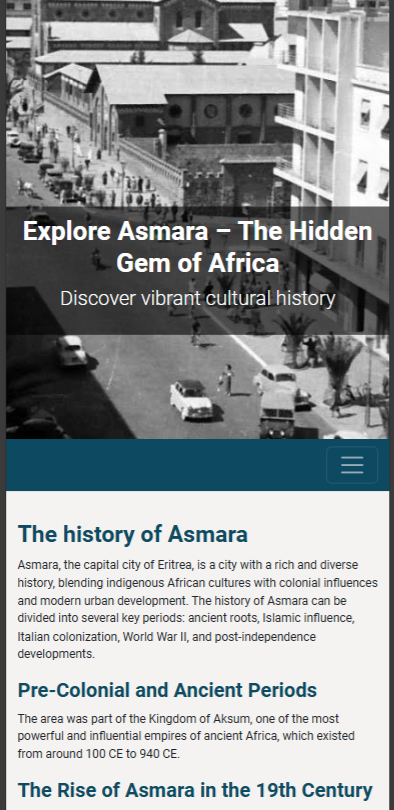 Explore Asmara – The Hidden
Gem of Africa
Discover vibrant cultural history
The history of Asmara
Asmara, the capital city of Eritrea, is a city with a rich and diverse
history, blending indigenous African cultures with colonial influences
and modern urban development. The history of Asmara can be
divided into several key periods: ancient roots, Islamic influence,
Italian colonization, World War II, and post-independence
developments.
Pre-Colonial and Ancient Periods
The area was part of the Kingdom of Aksum, one of the most
powerful and influential empires of ancient Africa, which existed
from around 100 CE to 940 CE.
The Rise of Asmara in the 19th Century